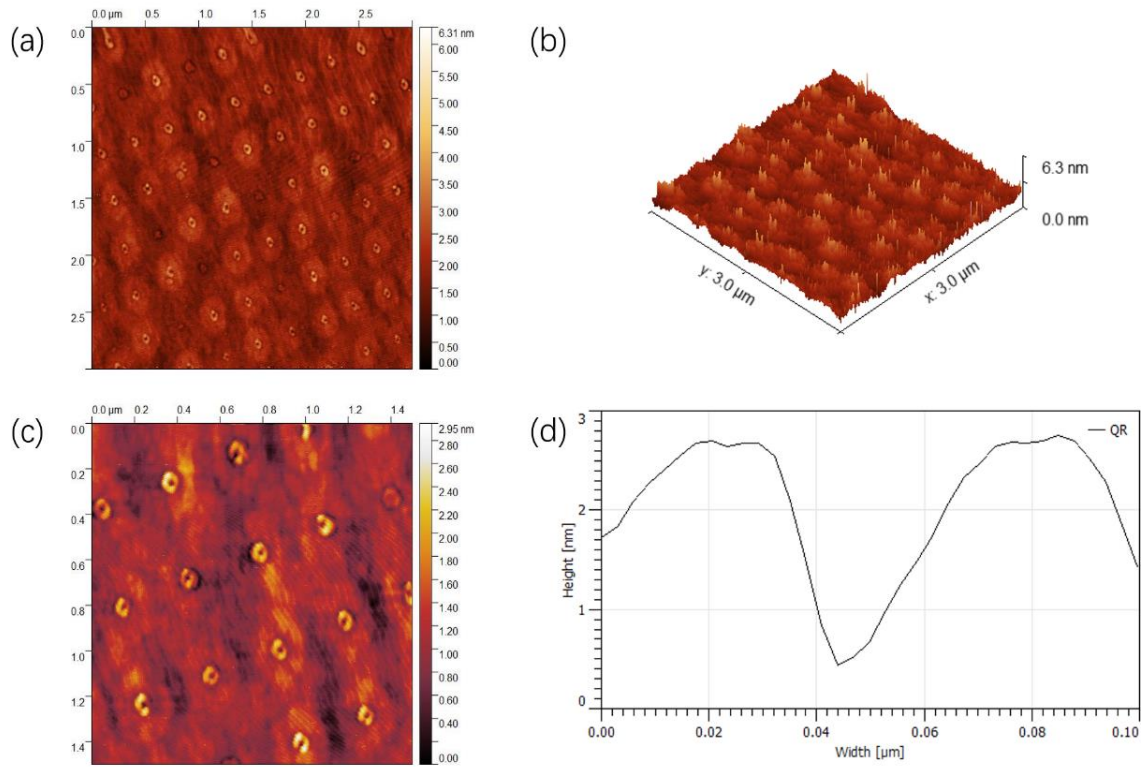 (a)
0.0 µm 0.5 1.0 1.5 2.0 2.5
0.0
0.5
1.0
1.5
2.0
2.5
6.31 nm
6.00
5.50
5.00
4.50
4.00
3.50
3.00
2.50
2.00
1.50
1.00
0.50
0.00
(b)
6.3 nm
0.0 nm
y: 3.0 µm
x: 3.0 µm
(c)
0.0 µm 0.2 0.4 0.6 0.8 1.0 1.2 1.4
0.0
0.2
0.4
0.6
0.8
1.0
1.2
1.4
2.95 nm
2.80
2.60
2.40
2.20
2.00
1.80
1.60
1.40
1.20
1.00
0.80
0.60
0.40
0.00
(d)
QR
Height [nm]
3
2
1
0
0.00 0.02 0.04 0.06 0.08 0.10
Width [µm]